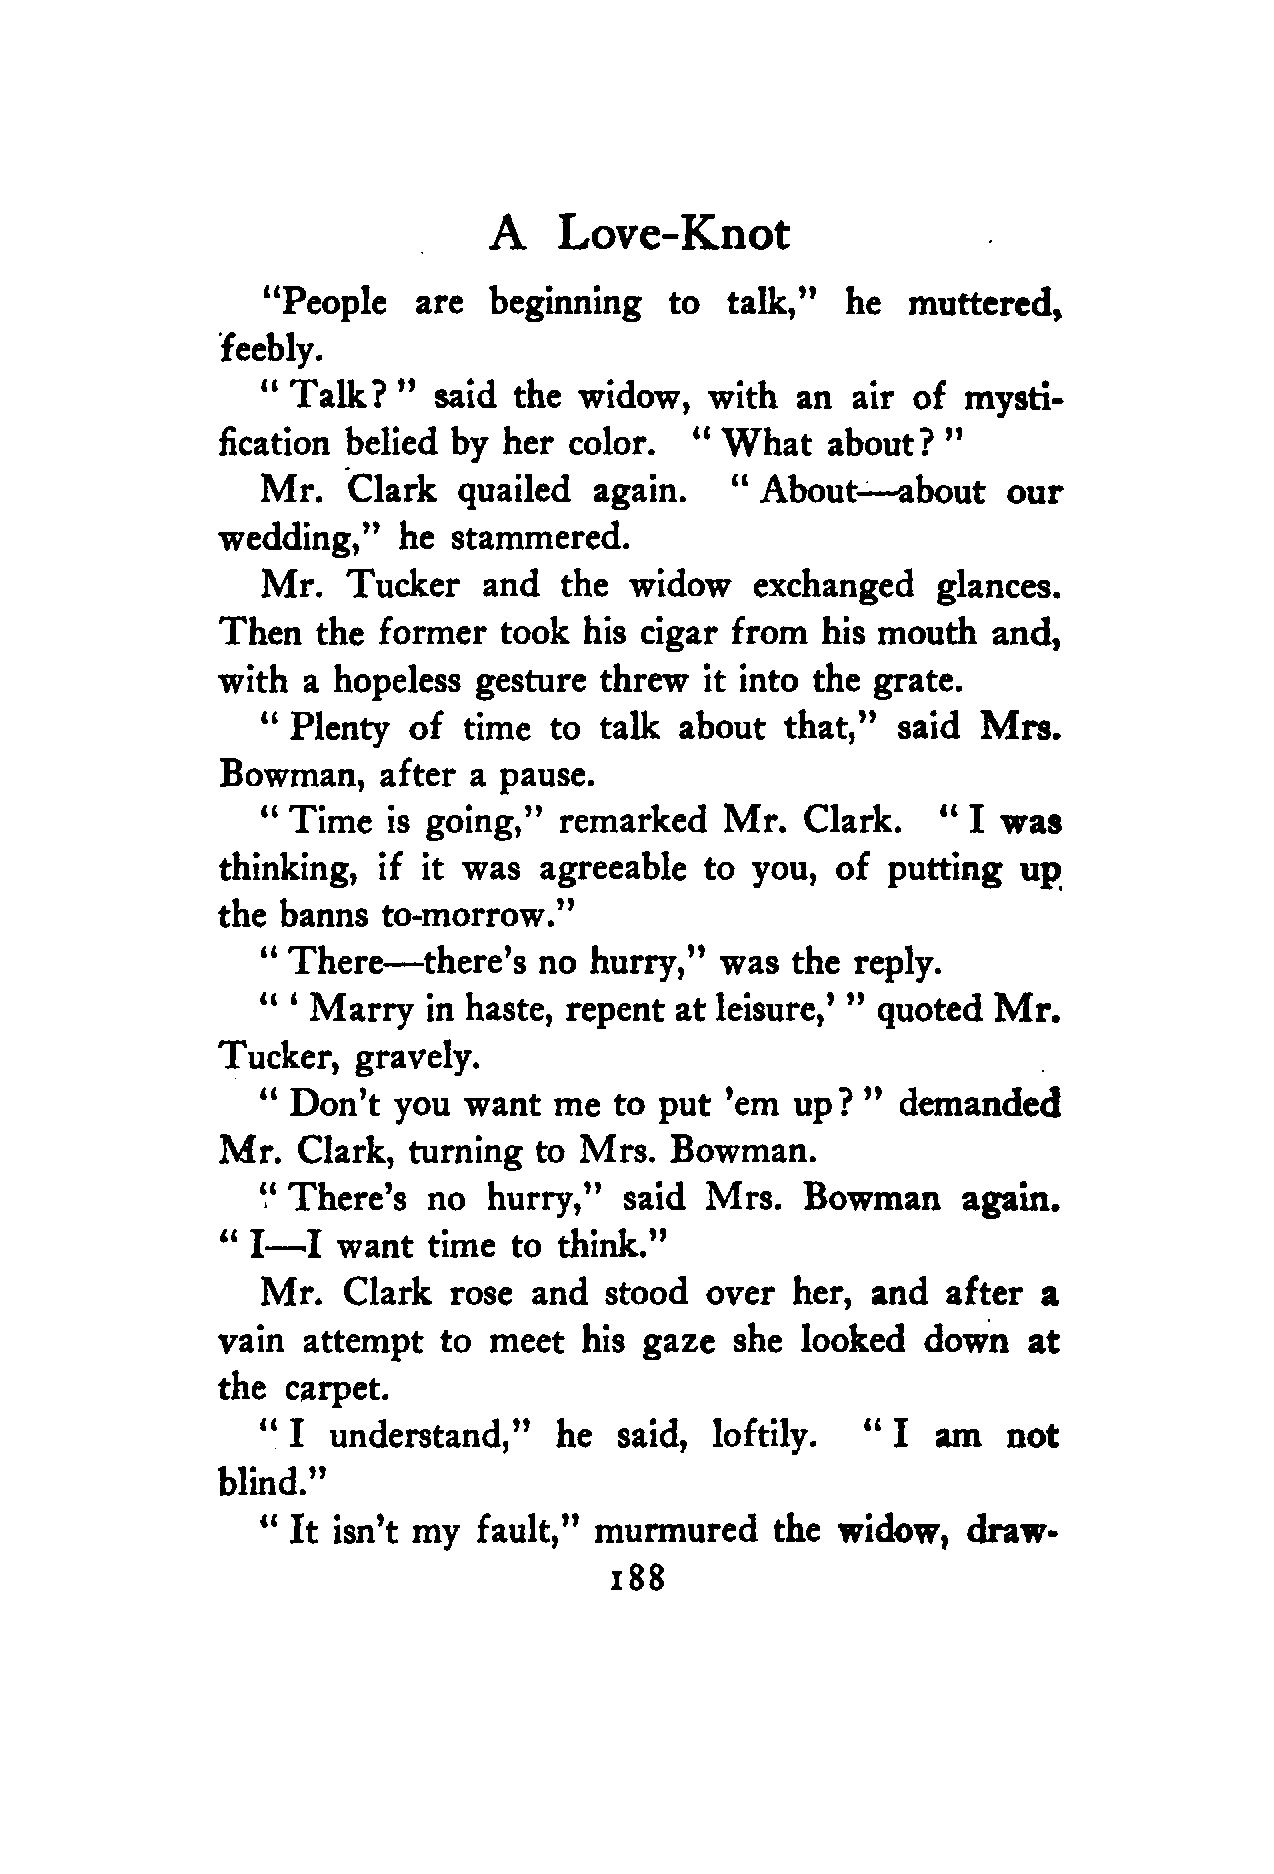 A Love-Knot
"People are beginning to talk," he muttered,
feebly.
"Talk?" said the widow, with an air of mysti-
fication belied by her color. "What about?"
Mr. Clark quailed again. "About—about our
wedding," he stammered.
Mr. Tucker and the widow exchanged glances.
Then the former took his cigar from his mouth and,
with a hopeless gesture threw it into the grate.
"Plenty of time to talk about that," said Mrs.
Bowman, after a pause.
"Time is going," remarked Mr. Clark. "I was
thinking, if it was agreeable to you, of putting up
the banns to-morrow."
"There—there's no hurry," was the reply.
"'Marry in haste, repent at leisure,'" quoted Mr.
Tucker, gravely.
"Don't you want me to put 'em up?" demanded
Mr. Clark, turning to Mrs. Bowman.
"There's no hurry," said Mrs. Bowman again.
"I—I want time to think."
Mr. Clark rose and stood over her, and after a
vain attempt to meet his gaze she looked down at
the carpet.
"I understand," he said, loftily. "I am not
blind."
"It isn't my fault," murmured the widow, draw-
188